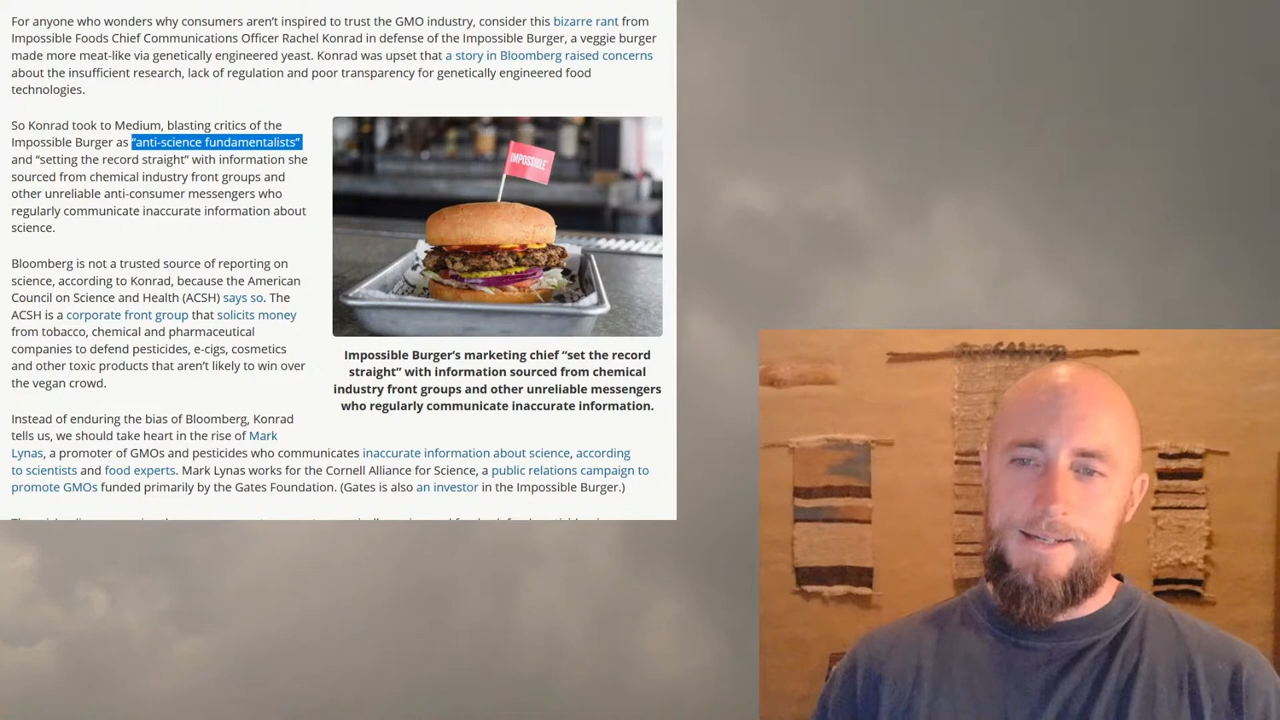 For anyone who wonders why consumers aren’t inspired to trust the GMO industry, consider this bizarre rant from
Impossible Foods Chief Communications Officer Rachel Konrad in defense of the Impossible Burger, a veggie burger
made more meat-like via genetically engineered yeast. Konrad was upset that a story in Bloomberg raised concerns
about the insufficient research, lack of regulation and poor transparency for genetically engineered food
technologies.
So Konrad took to Medium, blasting critics of the
Impossible Burger as “anti-science fundamentalists”
and “setting the record straight” with information she
sourced from chemical industry front groups and
other unreliable anti-consumer messengers who
regularly communicate inaccurate information about
science.
Bloomberg is not a trusted source of reporting on
science, according to Konrad, because the American
Council on Science and Health (ACSH) says so. The
ACSH is a corporate front group that solicits money
from tobacco, chemical and pharmaceutical
companies to defend pesticides, e-cigs, cosmetics
and other toxic products that aren’t likely to win over
the vegan crowd.
IMPOSSIBLE
Impossible Burger’s marketing chief “set the record
straight” with information sourced from chemical
industry front groups and other unreliable messengers
who regularly communicate inaccurate information.
Instead of enduring the bias of Bloomberg, Konrad
tells us, we should take heart in the rise of Mark
Lynas, a promoter of GMOs and pesticides who communicates inaccurate information about science, according
to scientists and food experts. Mark Lynas works for the Cornell Alliance for Science, a public relations campaign to
promote GMOs funded primarily by the Gates Foundation. (Gates is also an investor in the Impossible Burger.)